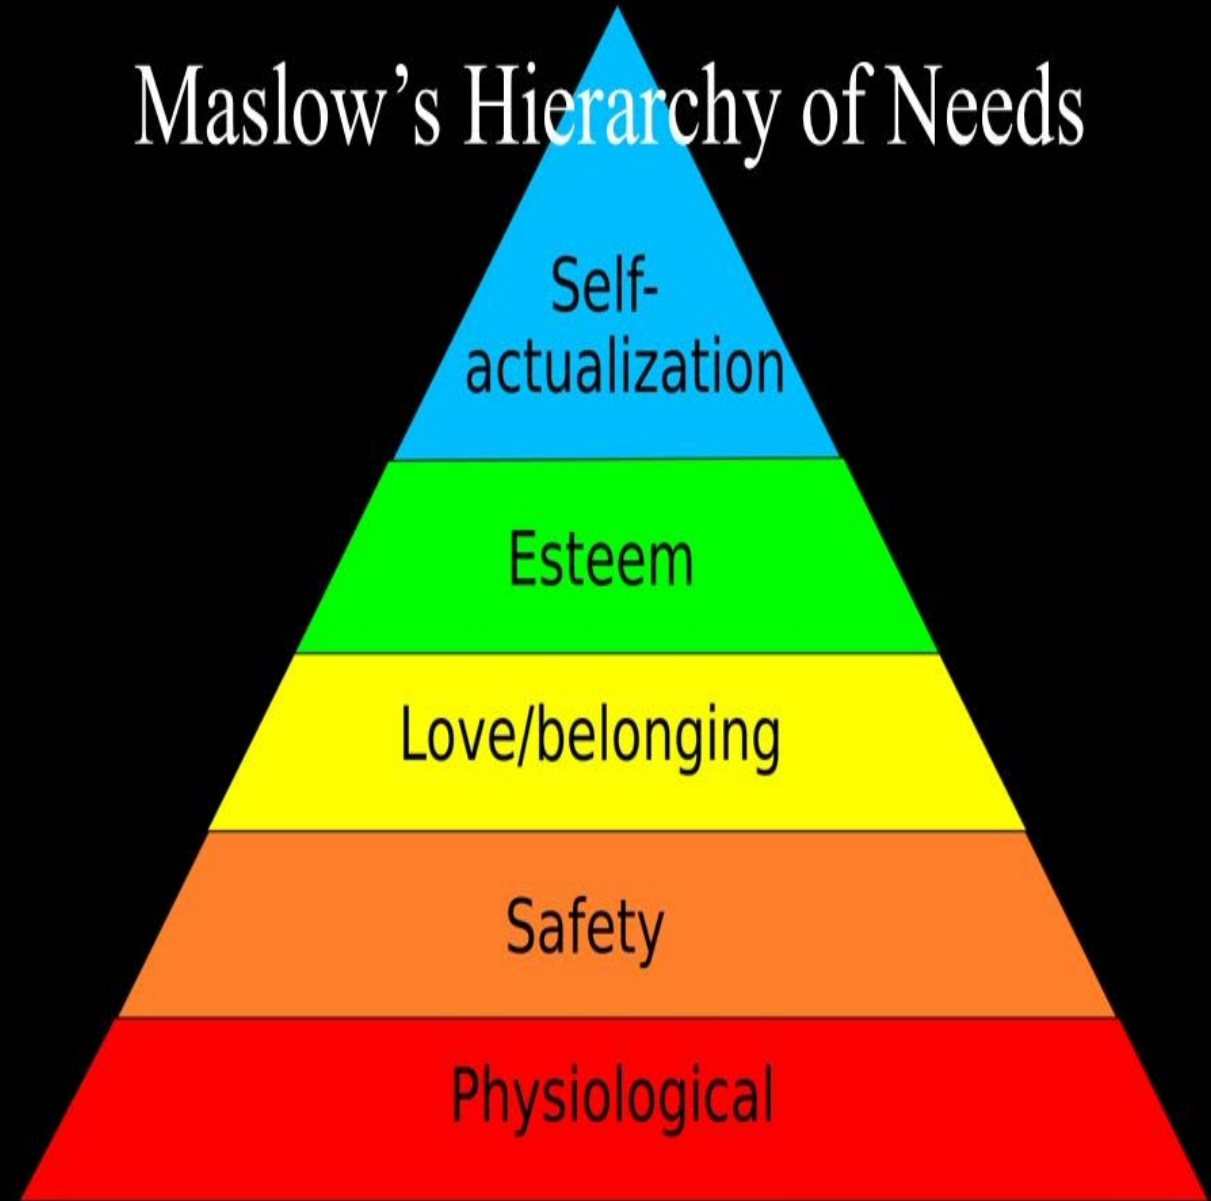 Maslow’s Hierarchy of Needs
Self-
actualization
Esteem
Love/belonging
Safety
Physiological